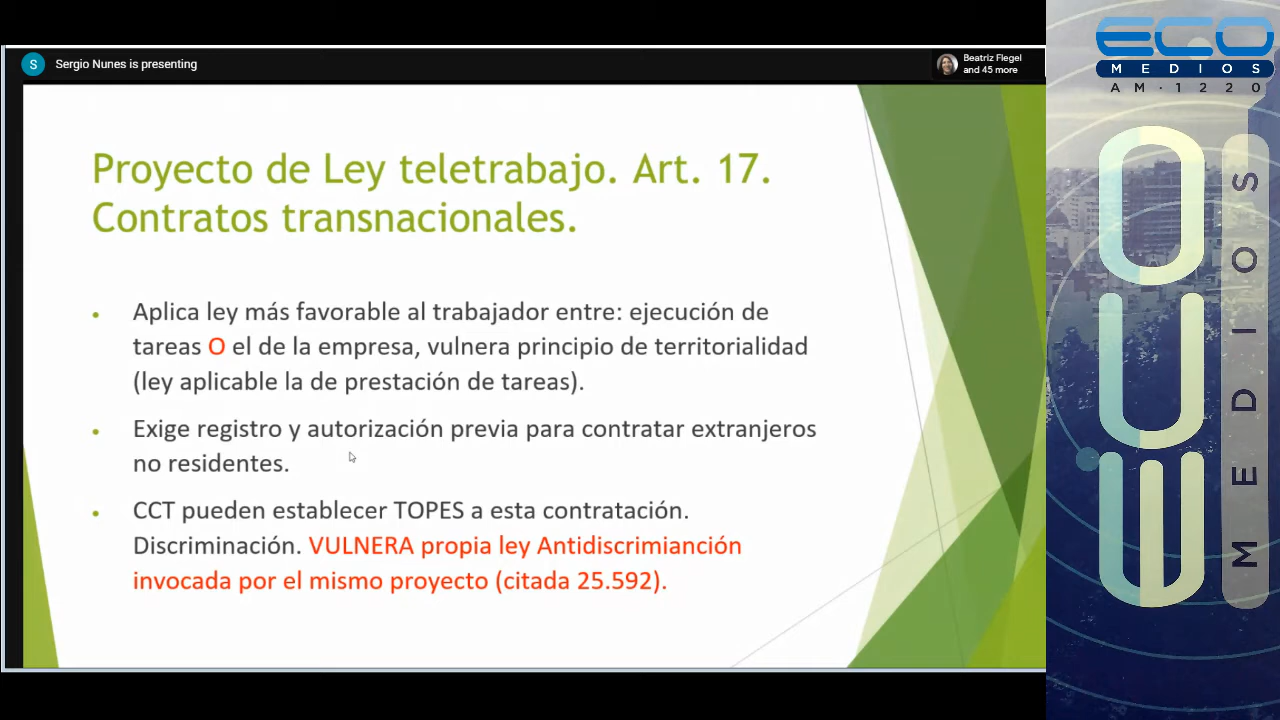 S
Sergio Nunes is presenting
Beatriz Flegel
and 45 more
Proyecto de Ley teletrabajo. Art. 17.
Contratos transnacionales.
• Aplica ley más favorable al trabajador entre: ejecución de
tareas O el de la empresa, vulnera principio de territorialidad
(ley aplicable la de prestación de tareas).
• Exige registro y autorización previa para contratar extranjeros
no residentes.
• CCT pueden establecer TOPES a esta contratación.
Discriminación. VULNERA propia ley Antidiscrimianción
invocada por el mismo proyecto (citada 25.592).
ECO
MEDIOS
AM·1220
ECO
MEDIOS